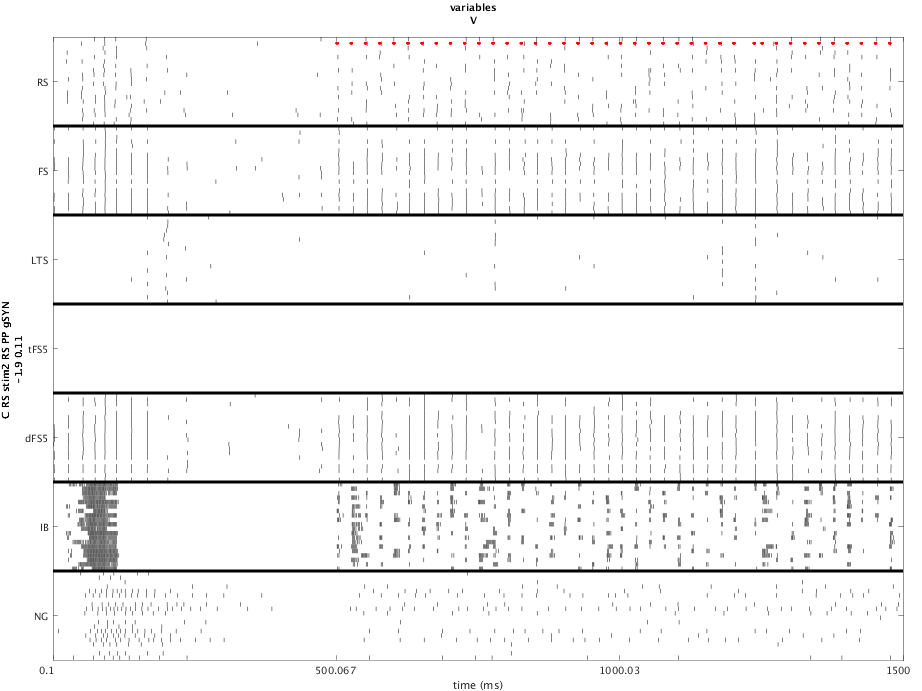 variables
V
RS
FS
LTS
tFS5
dFS5
IB
NG
C RS stim2 RS PP gSYN
-1.9 0.11
0.1
500.067
1000.03
1500
time (ms)